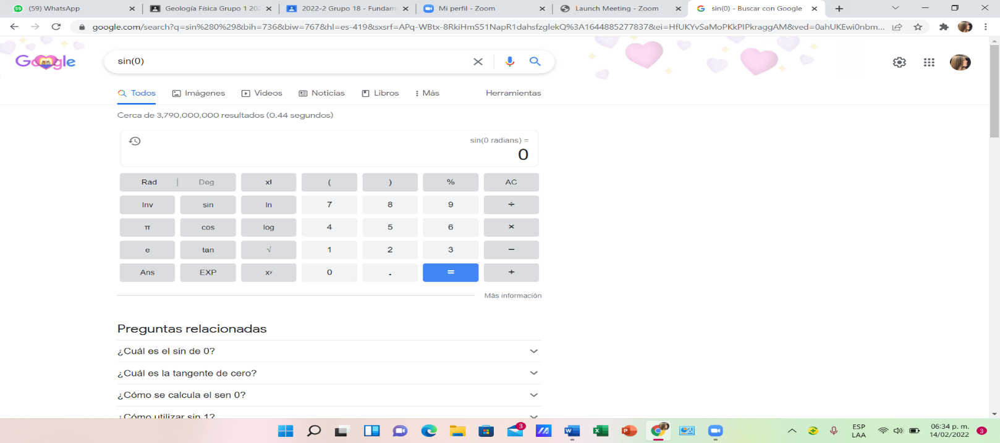 (59) WhatsApp
Geología Física Grupo 1 202
2022-2 Grupo 18 - Fundam
Mi perfil - Zoom
Launch Meeting - Zoom
sin(0) - Buscar con Google
google.com/search?q=sin%280%29&bih=736&biw=767&hl=es-419&sxsrf=APq-WBtx-8RkiHmS51NapR1dahsfzglekQ%3A1644885277837&ei=HfUKYvSaMoPKkPIPkraggAM&ved=0ahUKEwi0nbm...
Google
sin(0)
Todos
Imágenes
Videos
Noticias
Libros
Más
Herramientas
Cerca de 3,790,000,000 resultados (0.44 segundos)
sin(0 radians) =
0
Rad | Deg x! ( ) % AC
Inv sin ln 7 8 9 ÷
π cos log 4 5 6 ×
e tan √ 1 2 3 −
Ans EXP xʸ 0 . = +
Más información
Preguntas relacionadas
¿Cuál es el sin de 0?
¿Cuál es la tangente de cero?
¿Cómo se calcula el sen 0?
¿Cómo utilizar sin 1?
3
ESP
LAA
06:34 p. m.
14/02/2022
3